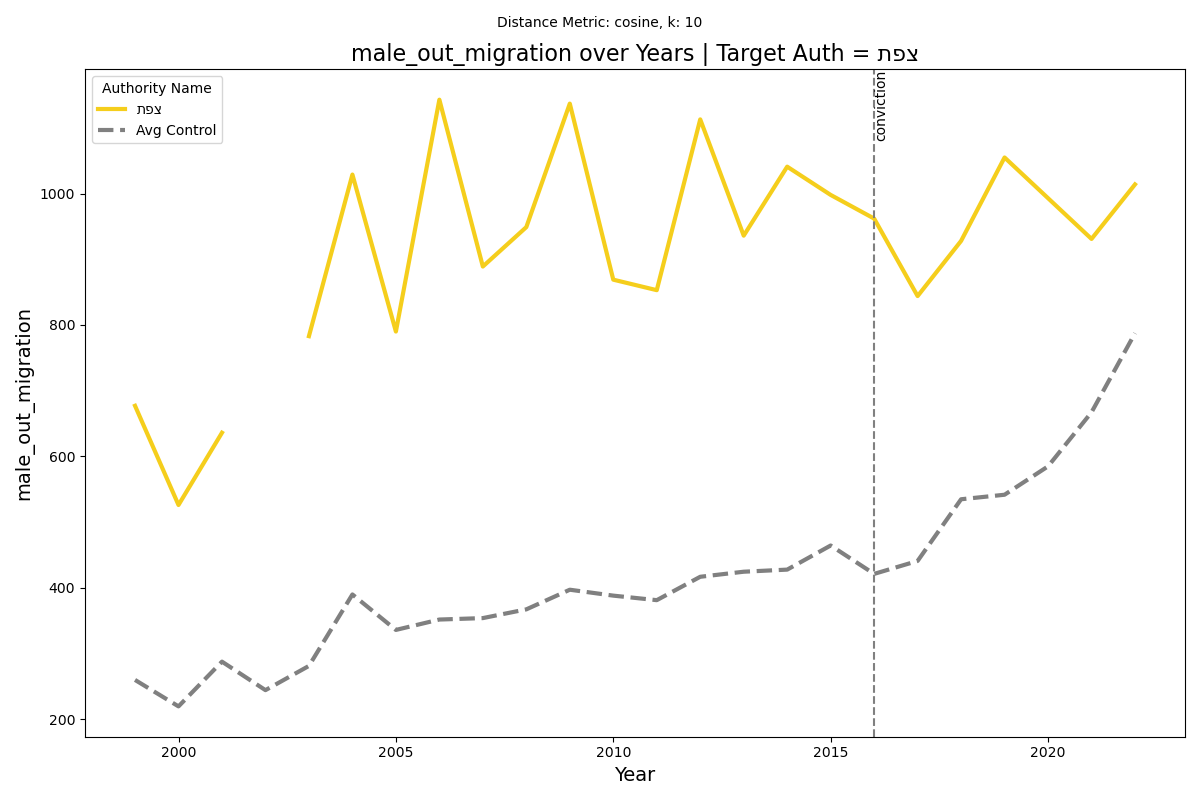 Distance Metric: cosine, k: 10
male_out_migration over Years | Target Auth = צפת
Authority Name
צפת
Avg Control
conviction
male_out_migration
1000
800
600
400
200
2000
2005
2010
2015
2020
Year